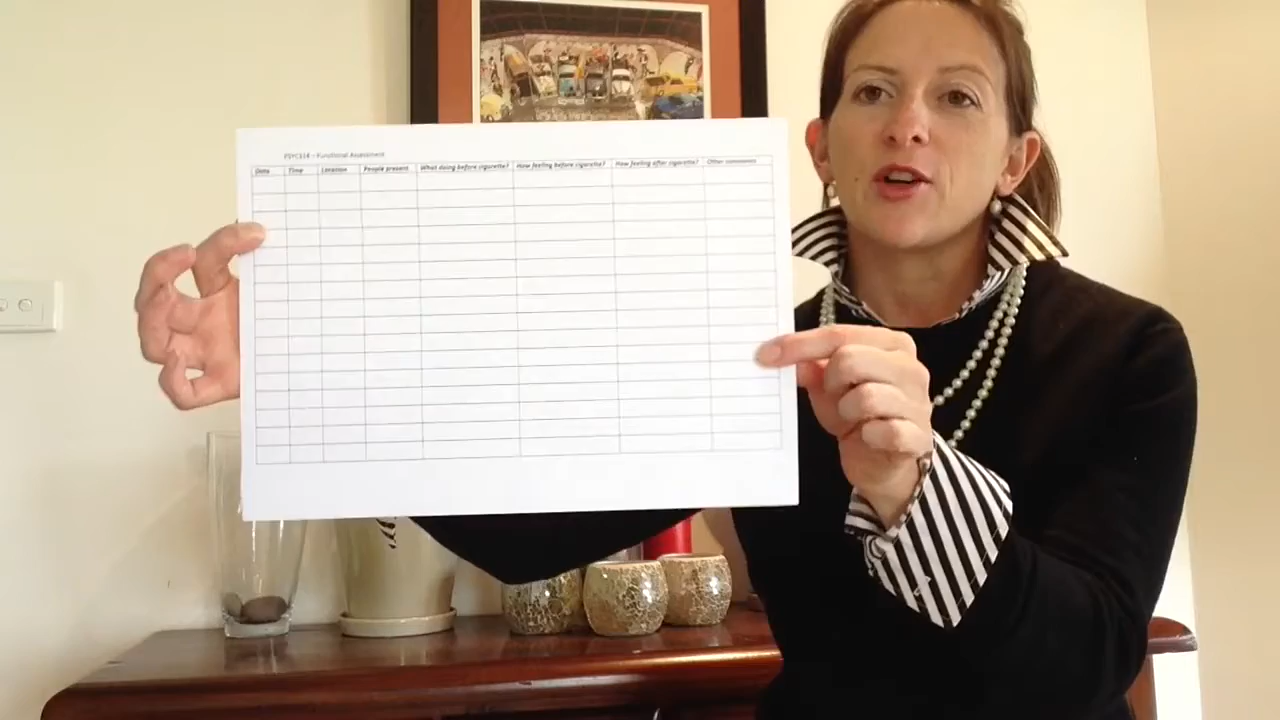 PSYC314 – Functional Assessment
Date Time Location People present What doing before cigarette? How feeling before cigarette? How feeling after cigarette? Other comments